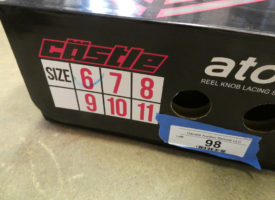 Cästle
SIZE 6 7 8
9 10 11
ato
REEL KNOB LACING S
98